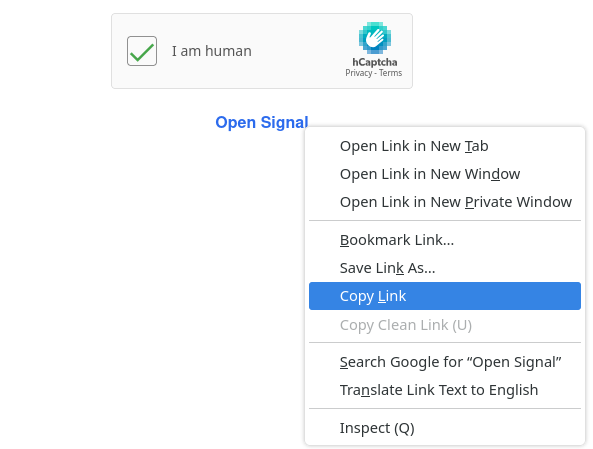 I am human
hCaptcha
Privacy - Terms
Open Signal
Open Link in New Tab
Open Link in New Window
Open Link in New Private Window
Bookmark Link...
Save Link As...
Copy Link
Copy Clean Link (U)
Search Google for “Open Signal”
Translate Link Text to English
Inspect (Q)